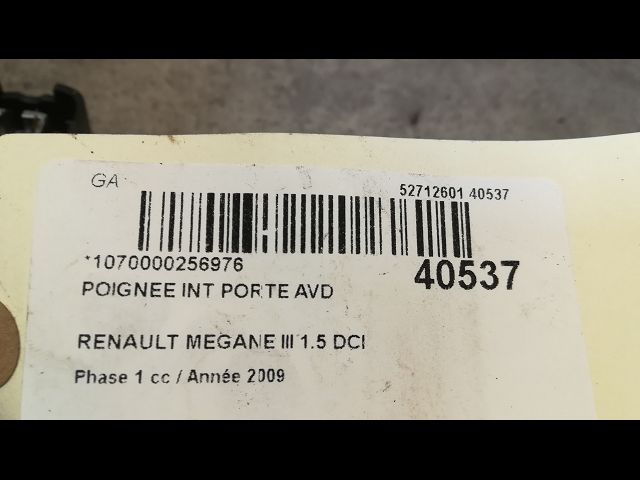 GA
52712601 40537
*1070000256976
40537
POIGNEE INT PORTE AVD
RENAULT MEGANE III 1.5 DCI
Phase 1 cc / Année 2009